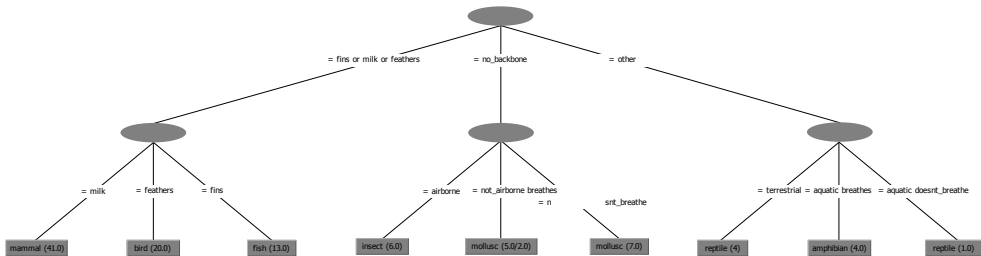 = fins or milk or feathers = no_backbone = other
= milk = feathers = fins = airborne = not_airborne breathes = terrestrial = aquatic breathes = aquatic doesnt_breathe
= n snt_breathe
mammal (41.0) bird (20.0) fish (13.0) insect (6.0) mollusc (5.0/2.0) mollusc (7.0) reptile (4) amphibian (4.0) reptile (1.0)